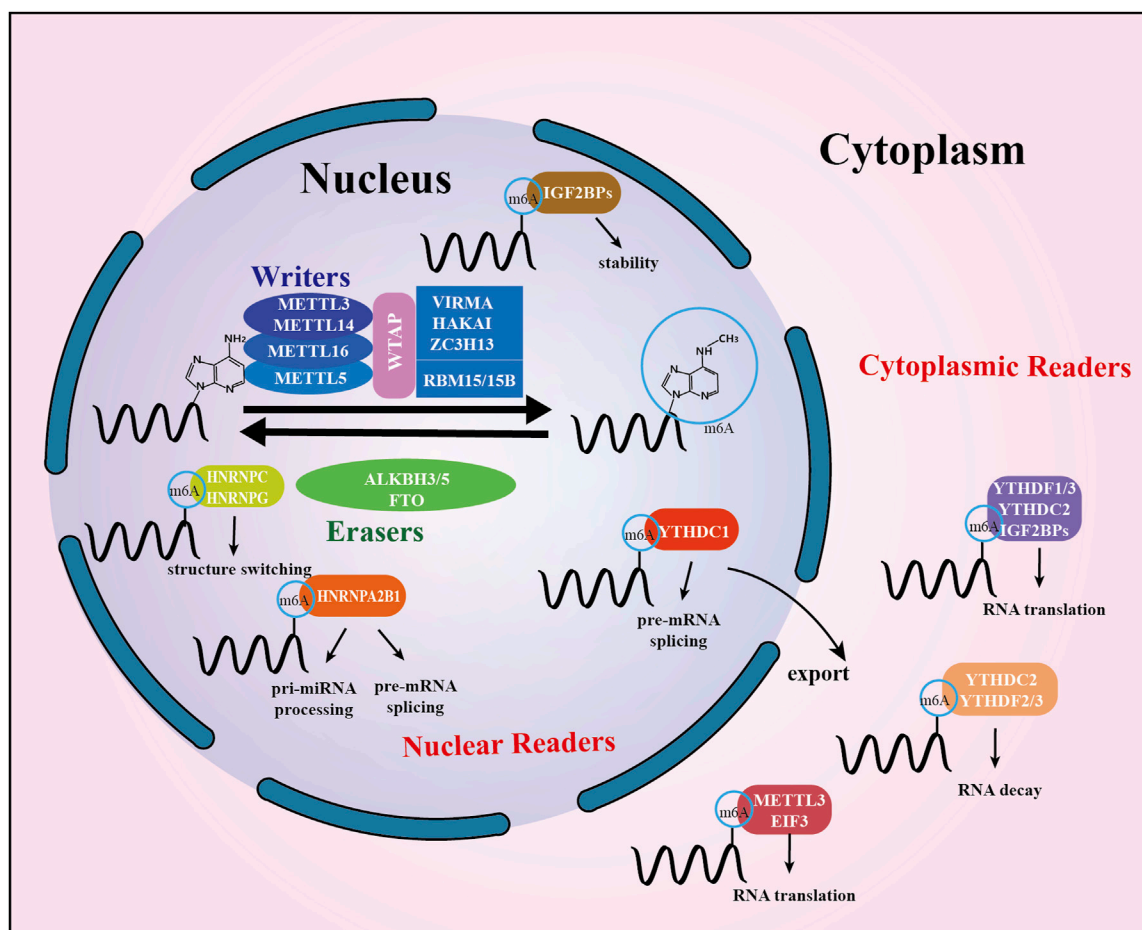 Cytoplasm
Nucleus
m6A
IGF2BPs
stability
Writers
METTL3
METTL14
METTL16
METTL5
WTAP
VIRMA
HAKAI
ZC3H13
RBM15/15B
NH₂
N
N
N
NH
CH₃
N
N
N
m6A
Cytoplasmic Readers
m6A
HNRNPC
HNRNPG
structure switching
ALKBH3/5
FTO
Erasers
m6A
YTHDC1
pre-mRNA
splicing
export
m6A
HNRNPA2B1
pri-miRNA
processing
pre-mRNA
splicing
Nuclear Readers
m6A
YTHDF1/3
YTHDC2
IGF2BPs
RNA translation
m6A
YTHDC2
YTHDF2/3
RNA decay
m6A
METTL3
EIF3
RNA translation